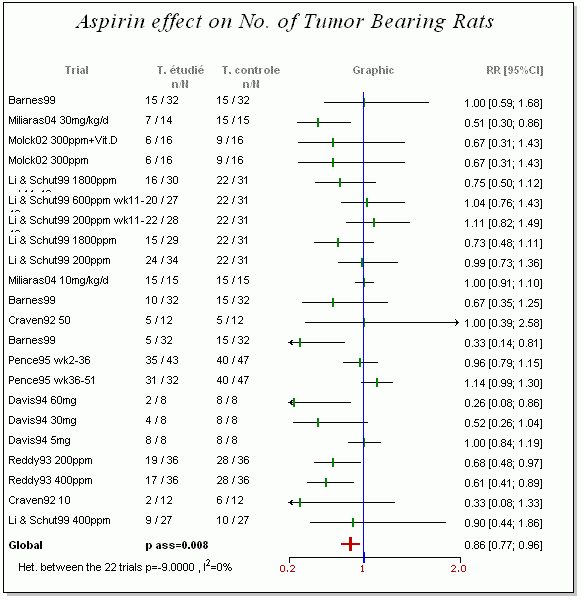 Aspirin effect on No. of Tumor Bearing Rats
Trial T. étudié T. controle Graphic RR [95%CI]
n/N n/N
Barnes99 15 / 32 15 / 32 1.00 [0.59; 1.68]
Miliaras04 30mg/kg/d 7 / 14 15 / 15 0.51 [0.30; 0.86]
Molck02 300ppm+Vit.D 6 / 16 9 / 16 0.67 [0.31; 1.43]
Molck02 300ppm 6 / 16 9 / 16 0.67 [0.31; 1.43]
Li & Schut99 1800ppm 16 / 30 22 / 31 0.75 [0.50; 1.12]
Li & Schut99 600ppm wk11- 20 / 27 22 / 31 1.04 [0.76; 1.43]
Li & Schut99 200ppm wk11- 22 / 28 22 / 31 1.11 [0.82; 1.49]
Li & Schut99 1800ppm 15 / 29 22 / 31 0.73 [0.48; 1.11]
Li & Schut99 200ppm 24 / 34 22 / 31 0.99 [0.73; 1.36]
Miliaras04 10mg/kg/d 15 / 15 15 / 15 1.00 [0.91; 1.10]
Barnes99 10 / 32 15 / 32 0.67 [0.35; 1.25]
Craven92 50 5 / 12 5 / 12 1.00 [0.39; 2.58]
Barnes99 5 / 32 15 / 32 0.33 [0.14; 0.81]
Pence95 wk2-36 35 / 43 40 / 47 0.96 [0.79; 1.15]
Pence95 wk36-51 31 / 32 40 / 47 1.14 [0.99; 1.30]
Davis94 60mg 2 / 8 8 / 8 0.26 [0.08; 0.86]
Davis94 30mg 4 / 8 8 / 8 0.52 [0.26; 1.04]
Davis94 5mg 8 / 8 8 / 8 1.00 [0.84; 1.19]
Reddy93 200ppm 19 / 36 28 / 36 0.68 [0.48; 0.97]
Reddy93 400ppm 17 / 36 28 / 36 0.61 [0.41; 0.89]
Craven92 10 2 / 12 6 / 12 0.33 [0.08; 1.33]
Li & Schut99 400ppm 9 / 27 10 / 27 0.90 [0.44; 1.86]
Global p ass=0.008 0.86 [0.77; 0.96]
Het. between the 22 trials p=-9.0000 , I²=0% 0.2 1 2.0